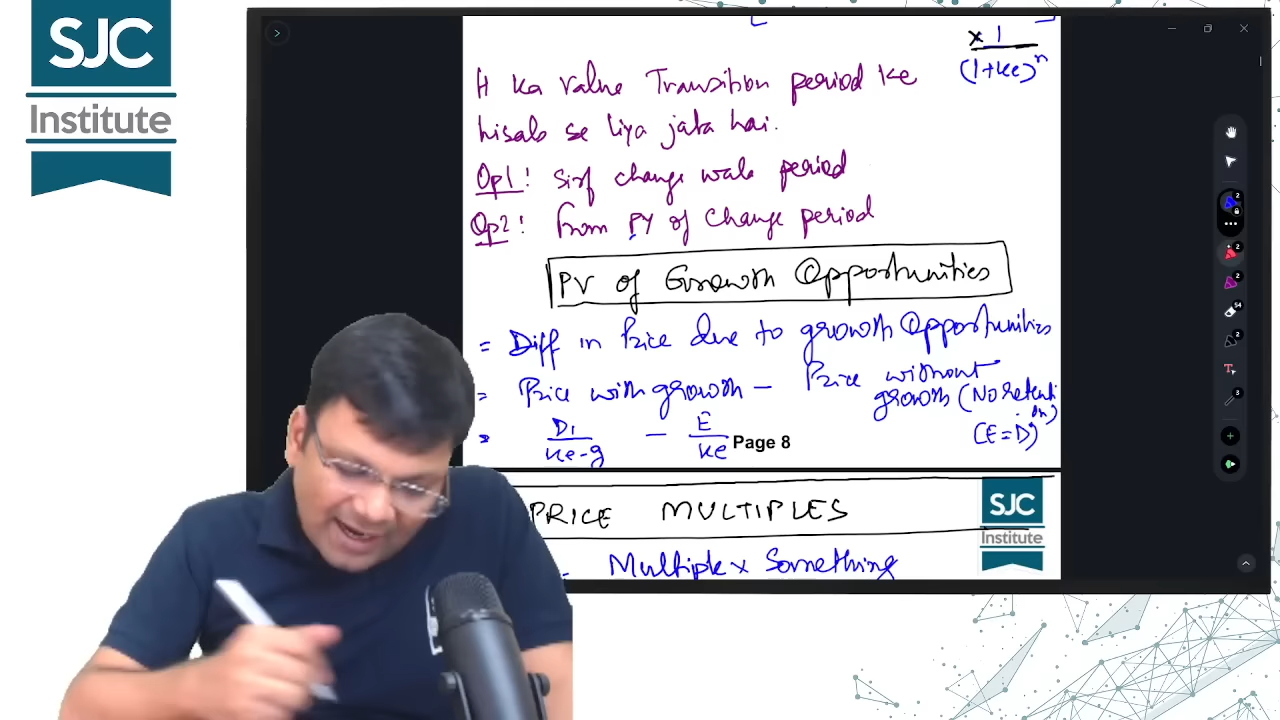 SJC
Institute
× 1
(1+ke)^n
H ka value Transition period ke
hisab se liya jata hai.
Op1: Sirf change wale period
Op2: From PY of change period
PV of Growth Opportunities
= Diff in Price due to growth Opportunities
= Price with growth – Price without growth (No retention)
(E=D)
= D1/ke-g – E/ke
Page 8
PRICE MULTIPLES
SJC
Institute
= Multiple x Something